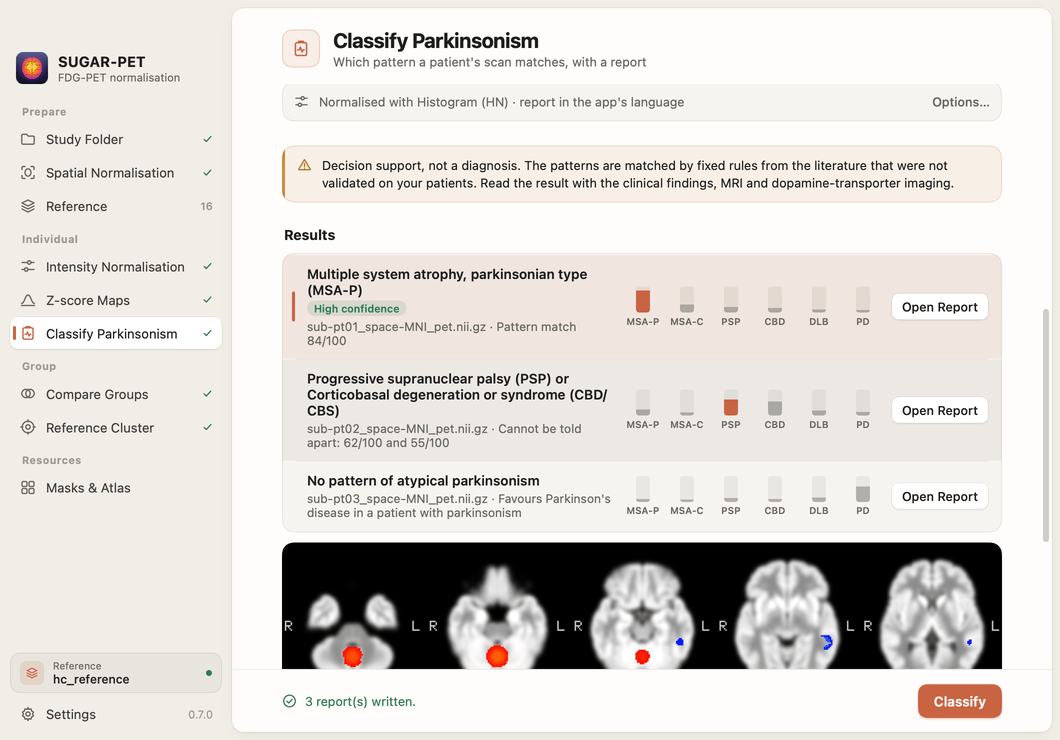 SUGAR-PET
FDG-PET normalisation
Prepare
Study Folder
Spatial Normalisation
Reference 16
Individual
Intensity Normalisation
Z-score Maps
Classify Parkinsonism
Group
Compare Groups
Reference Cluster
Resources
Masks & Atlas
Reference
hc_reference
Settings 0.7.0
Classify Parkinsonism
Which pattern a patient's scan matches, with a report
Normalised with Histogram (HN) · report in the app's language Options...
Decision support, not a diagnosis. The patterns are matched by fixed rules from the literature that were not
validated on your patients. Read the result with the clinical findings, MRI and dopamine-transporter imaging.
Results
Multiple system atrophy, parkinsonian type
(MSA-P)
High confidence
sub-pt01_space-MNI_pet.nii.gz · Pattern match
84/100
MSA-P MSA-C PSP CBD DLB PD
Open Report
Progressive supranuclear palsy (PSP) or
Corticobasal degeneration or syndrome (CBD/
CBS)
sub-pt02_space-MNI_pet.nii.gz · Cannot be told
apart: 62/100 and 55/100
MSA-P MSA-C PSP CBD DLB PD
Open Report
No pattern of atypical parkinsonism
sub-pt03_space-MNI_pet.nii.gz · Favours Parkinson's
disease in a patient with parkinsonism
MSA-P MSA-C PSP CBD DLB PD
Open Report
R L R L R L R L R L
3 report(s) written.
Classify